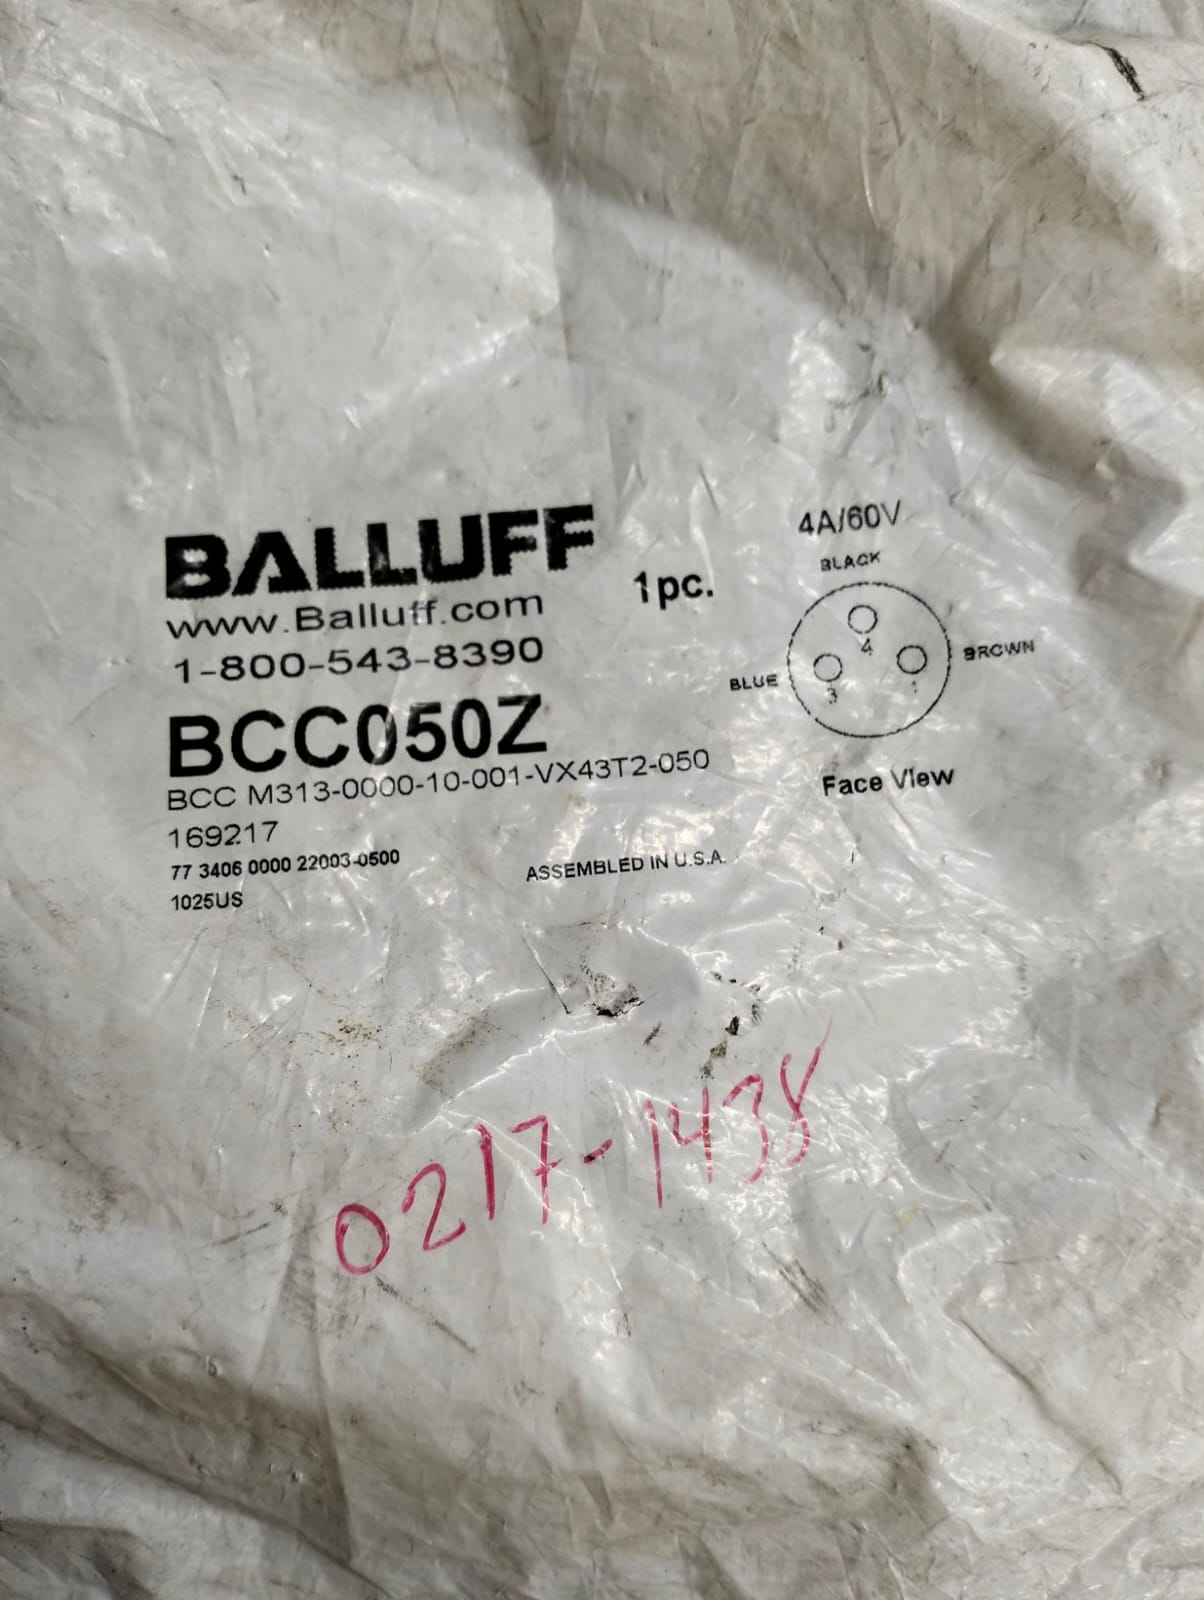 BALLUFF
www.Balluff.com
1-800-543-8390
1pc.
BCC050Z
BCC M313-0000-10-001-VX43T2-050
169217
77 3406 0000 22003-0500
1025US
ASSEMBLED IN U.S.A.
4A/60V
BLACK
4
BROWN
1
BLUE
3
Face View
0217-1438